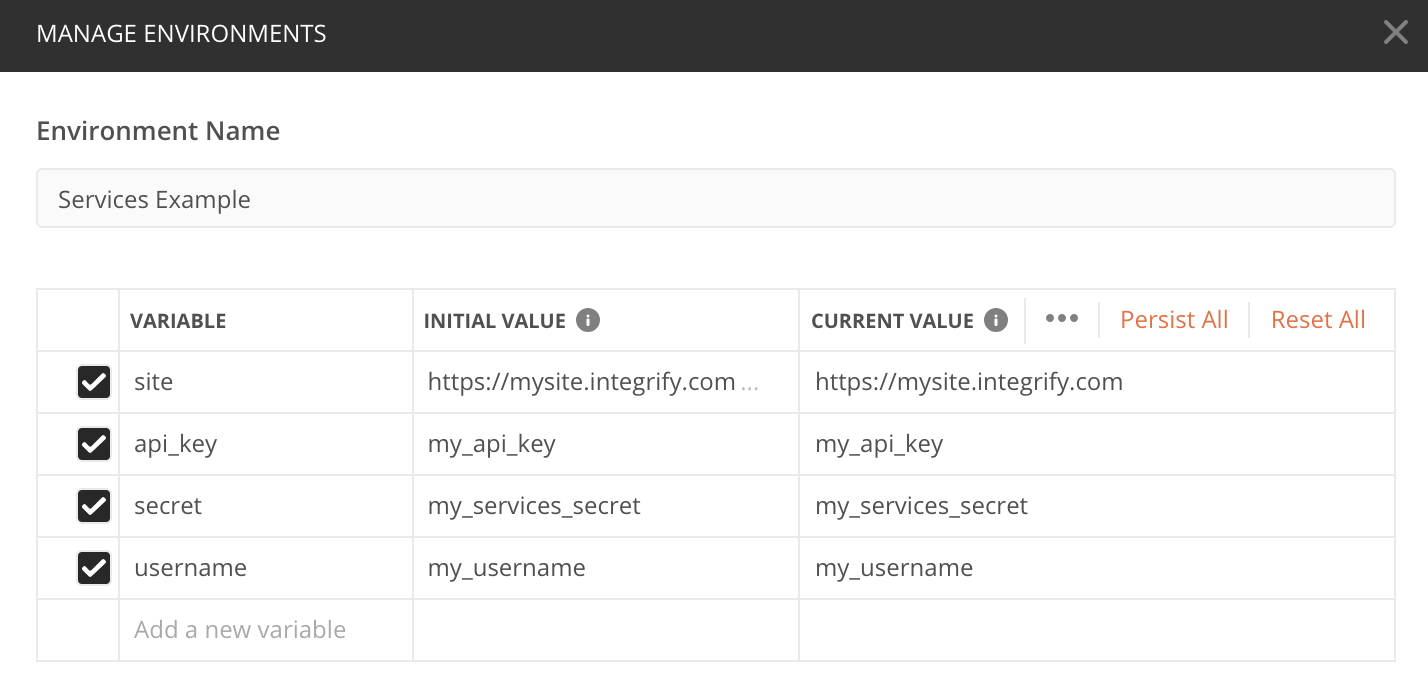 MANAGE ENVIRONMENTS
Environment Name
Services Example
VARIABLE INITIAL VALUE CURRENT VALUE ••• Persist All Reset All
site https://mysite.integrify.com ... https://mysite.integrify.com
api_key my_api_key my_api_key
secret my_services_secret my_services_secret
username my_username my_username
Add a new variable